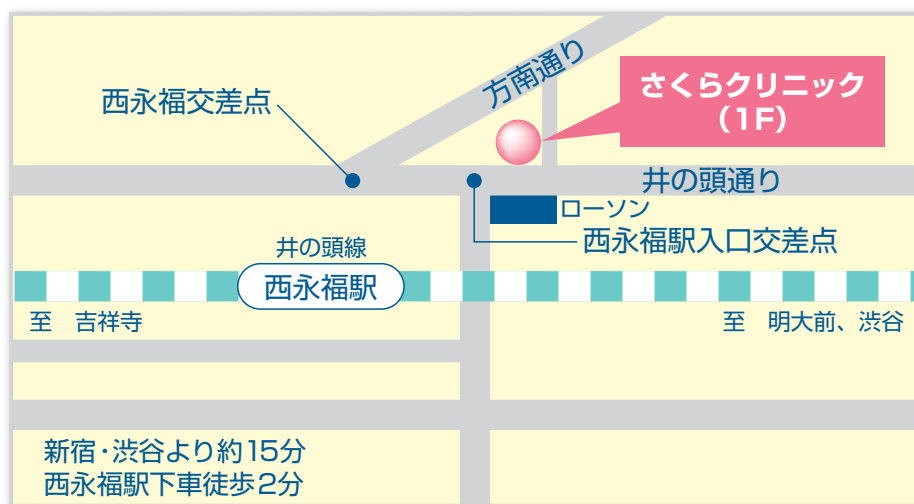 方南通り
さくらクリニック
（1F）
西永福交差点
井の頭通り
ローソン
西永福駅入口交差点
井の頭線
西永福駅
至　吉祥寺
至　明大前、渋谷
新宿・渋谷より約15分
西永福駅下車徒歩2分